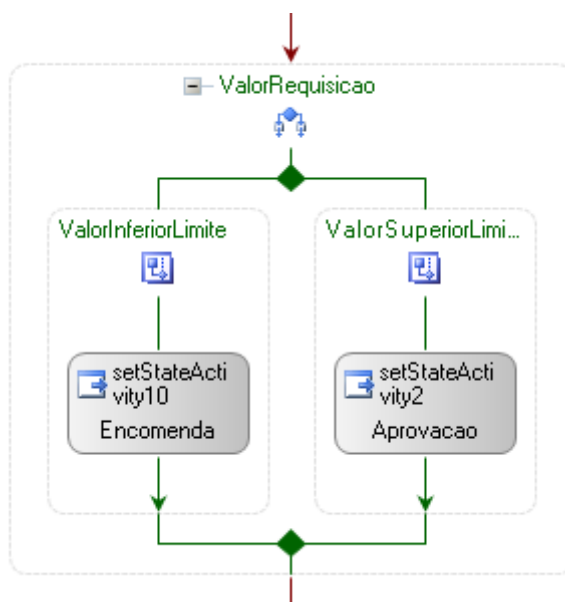 ValorRequisicao
ValorInferiorLimite
ValorSuperiorLimi...
setStateActi
vity10
Encomenda
setStateActi
vity2
Aprovacao